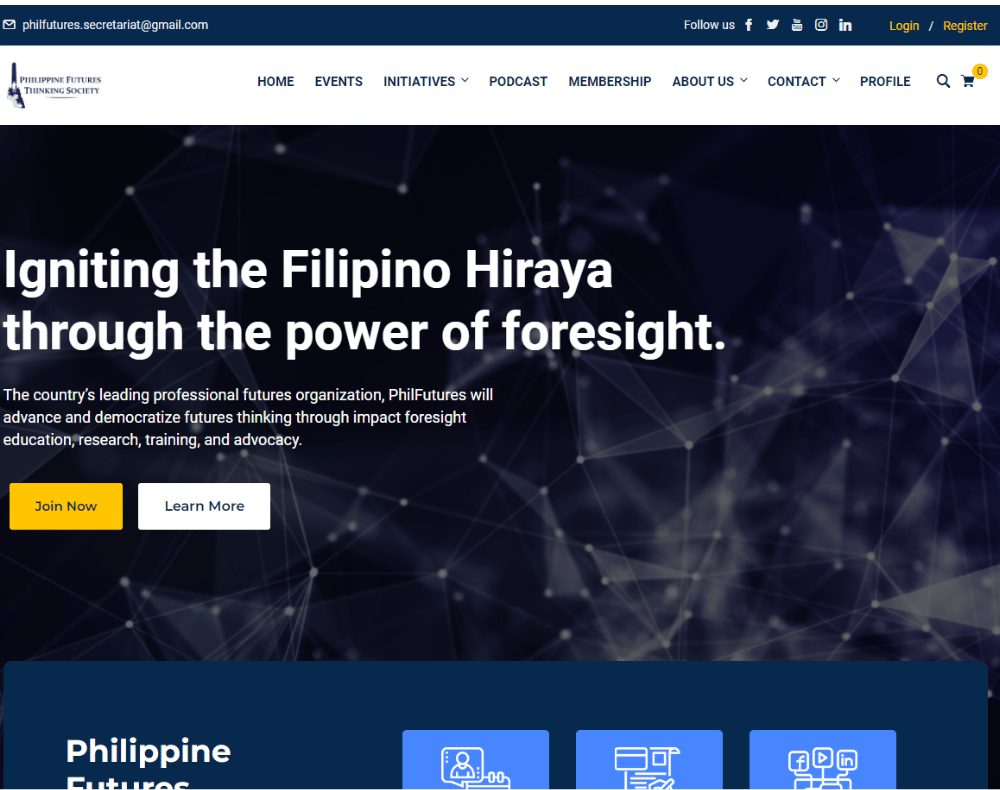 philfutures.secretariat@gmail.com
Follow us
Login / Register
PHILIPPINE FUTURES
THINKING SOCIETY
HOME EVENTS INITIATIVES PODCAST MEMBERSHIP ABOUT US CONTACT PROFILE
0
Igniting the Filipino Hiraya
through the power of foresight.
The country’s leading professional futures organization, PhilFutures will
advance and democratize futures thinking through impact foresight
education, research, training, and advocacy.
Join Now
Learn More
Philippine
Futures